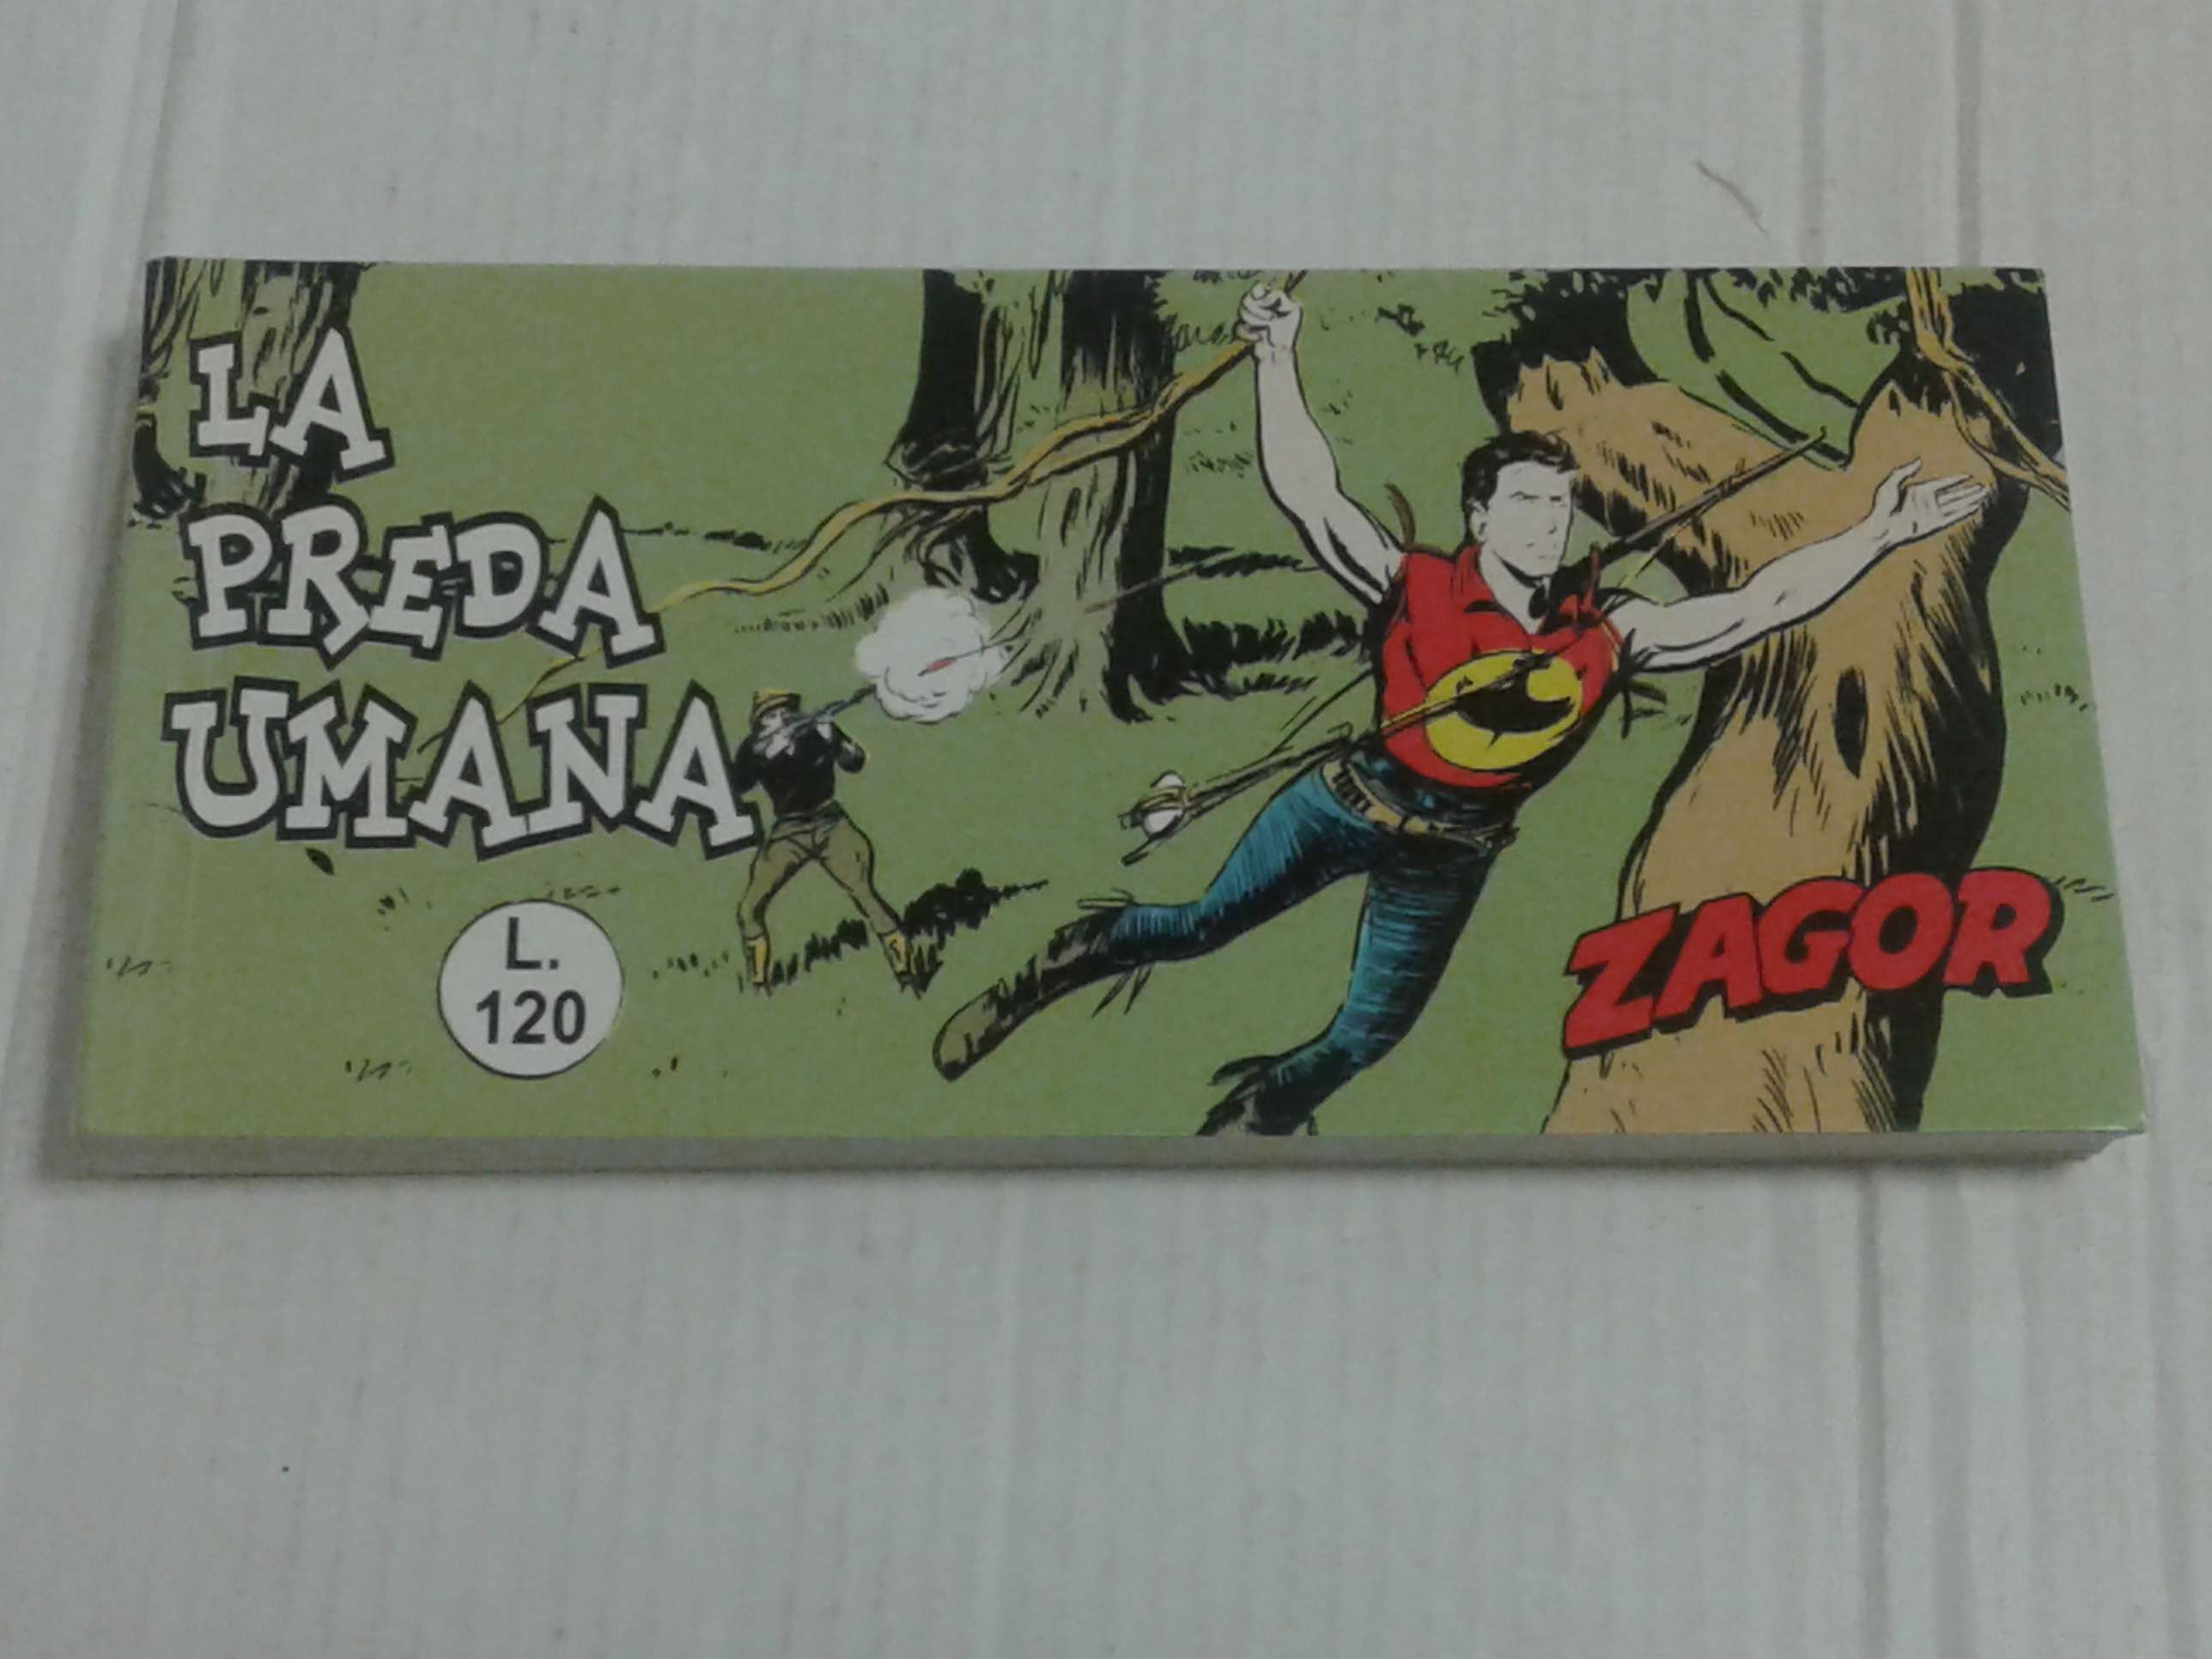 LA
PREDA
UMANA
L.
120
ZAGOR